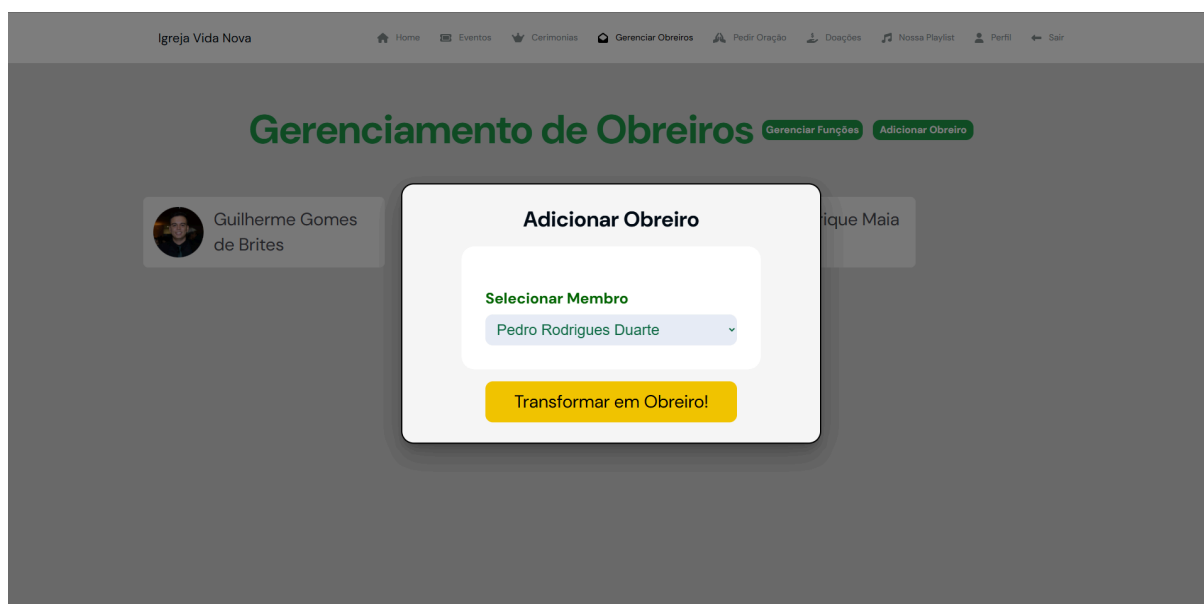 Igreja Vida Nova
Home Eventos Cerimonias Gerenciar Obreiros Pedir Oração Doações Nossa Playlist Perfil Sair
Gerenciamento de Obreiros Gerenciar Funções Adicionar Obreiro
Guilherme Gomes
de Brites
rique Maia
Adicionar Obreiro
Selecionar Membro
Pedro Rodrigues Duarte
Transformar em Obreiro!